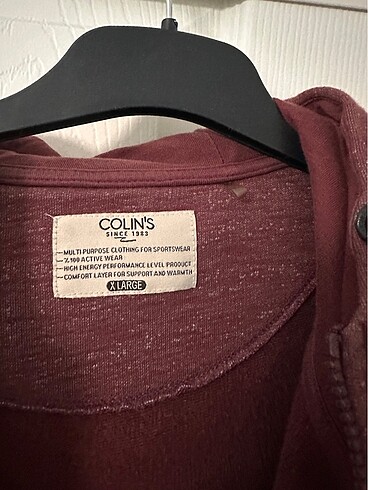 COLIN'S
SINCE 1983
MULTI PURPOSE CLOTHING FOR SPORTSWEAR
%100 ACTIVE WEAR
HIGH ENERGY PERFORMANCE LEVEL PRODUCT
COMFORT LAYER FOR SUPPORT AND WARMTH
X LARGE